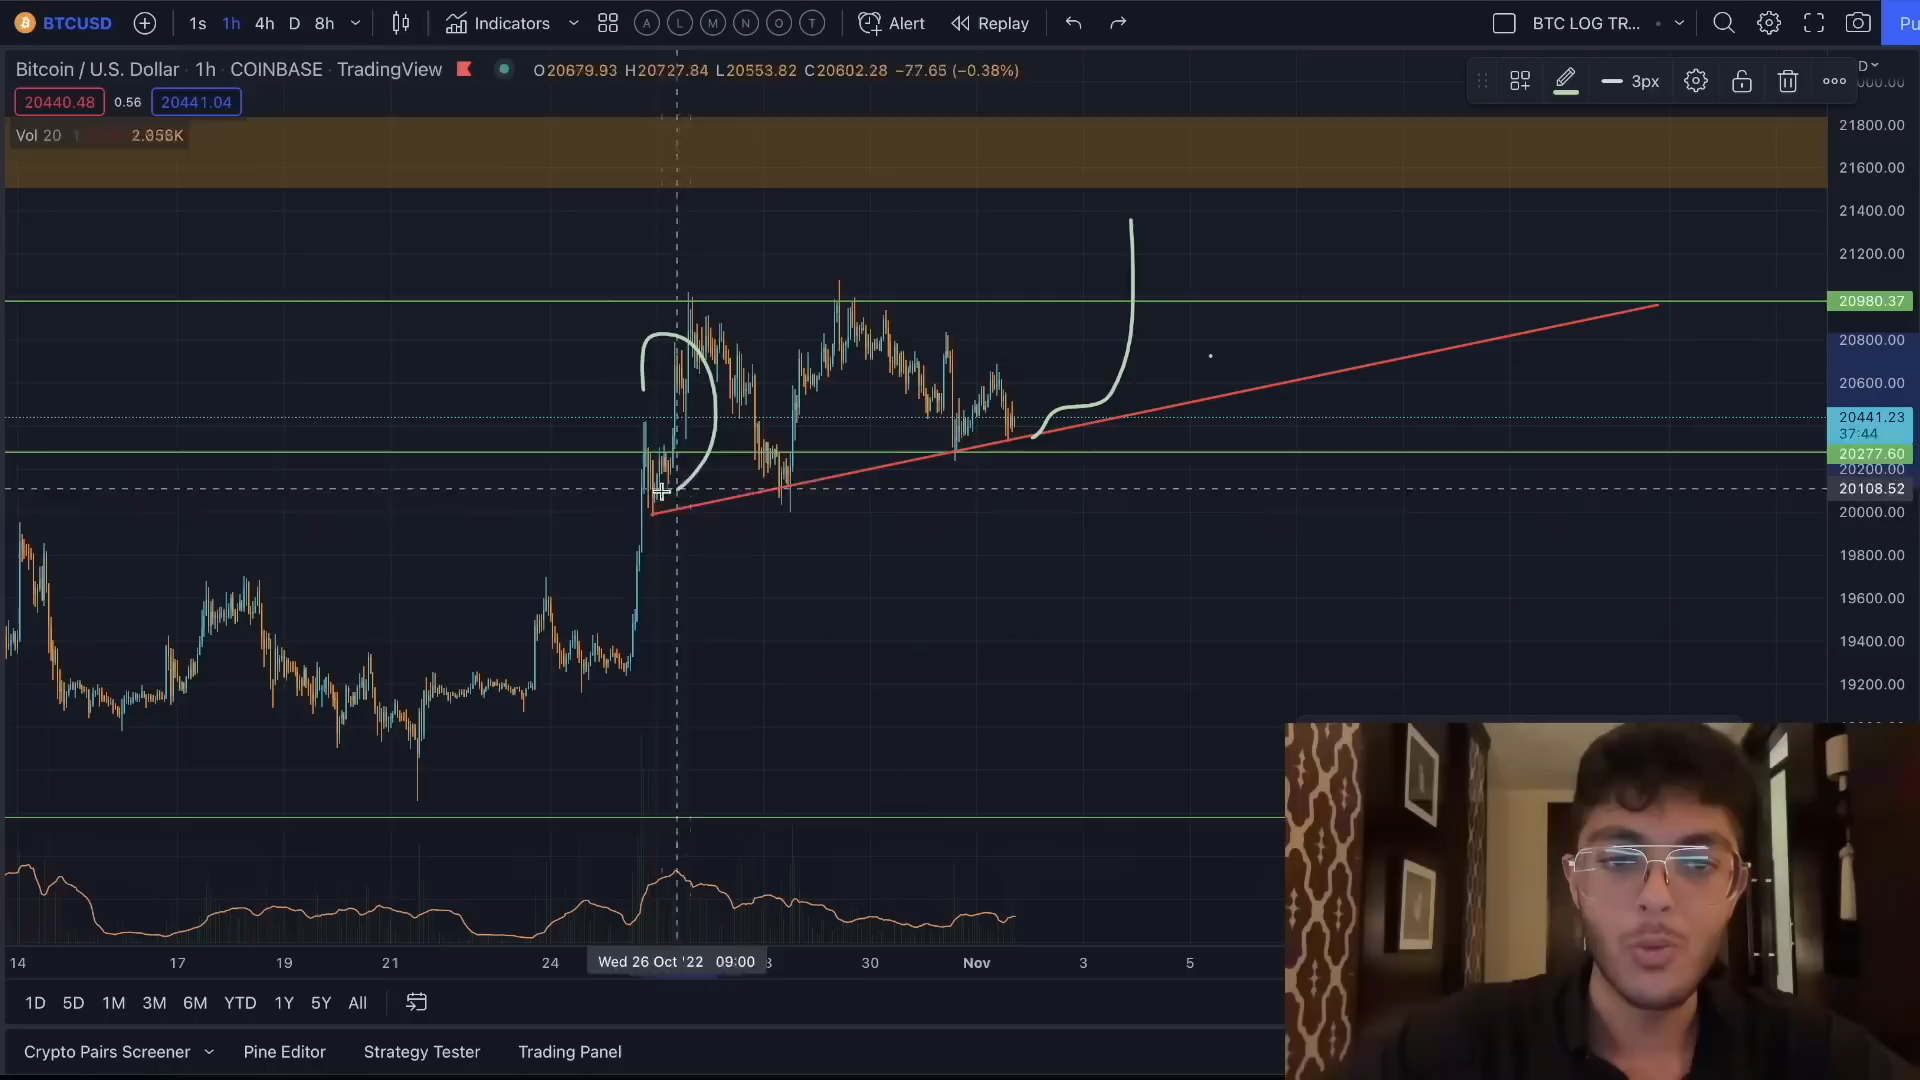 BTCUSD 1s 1h 4h D 8h Indicators A L M N O T Alert Replay BTC LOG TR... Pu
Bitcoin / U.S. Dollar · 1h · COINBASE · TradingView O20679.93 H20727.84 L20553.82 C20602.28 −77.65 (−0.38%)
3px
20440.48 0.56 20441.04
Vol 20
21800.00
21600.00
21400.00
21200.00
20980.37
20800.00
20600.00
20441.23
37:44
20277.60
20200.00
20108.52
20000.00
19800.00
19600.00
19400.00
19200.00
14 17 19 21 24 Wed 26 Oct '22 09:00 30 Nov 3 5
1D 5D 1M 3M 6M YTD 1Y 5Y All
Crypto Pairs Screener Pine Editor Strategy Tester Trading Panel